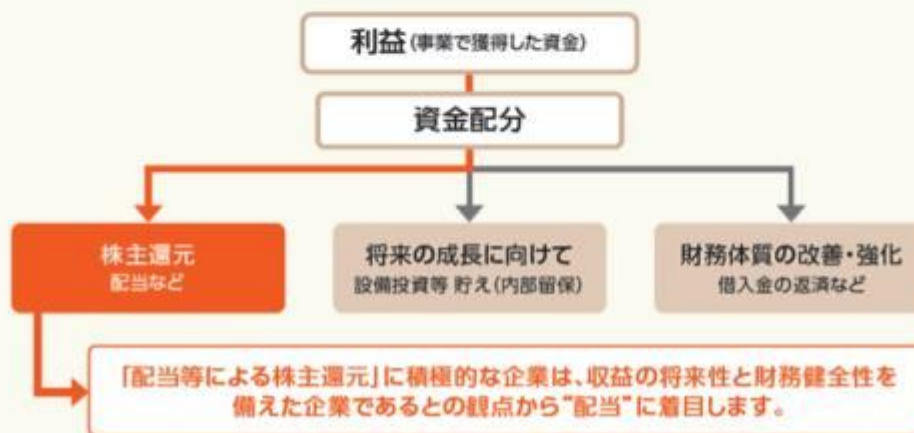 利益(事業で獲得した資金)
資金配分
株主還元
配当など
将来の成長に向けて
設備投資等 貯え(内部留保)
財務体質の改善・強化
借入金の返済など
「配当等による株主還元」に積極的な企業は、収益の将来性と財務健全性を
備えた企業であるとの観点から“配当”に着目します。